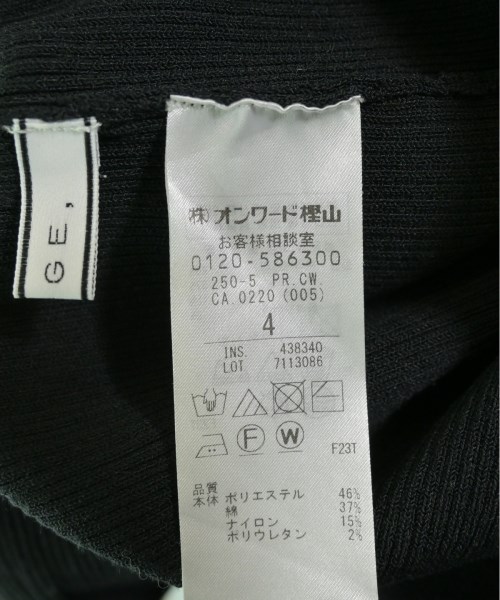 GE,
㈱オンワード樫山
お客様相談室
0120-586300
250-5 PR.CW.
CA.0220 (005)
4
INS. 438340
LOT 7113086
F
W
F23T
品質
本体 ポリエステル 46%
綿 37%
ナイロン 15%
ポリウレタン 2%